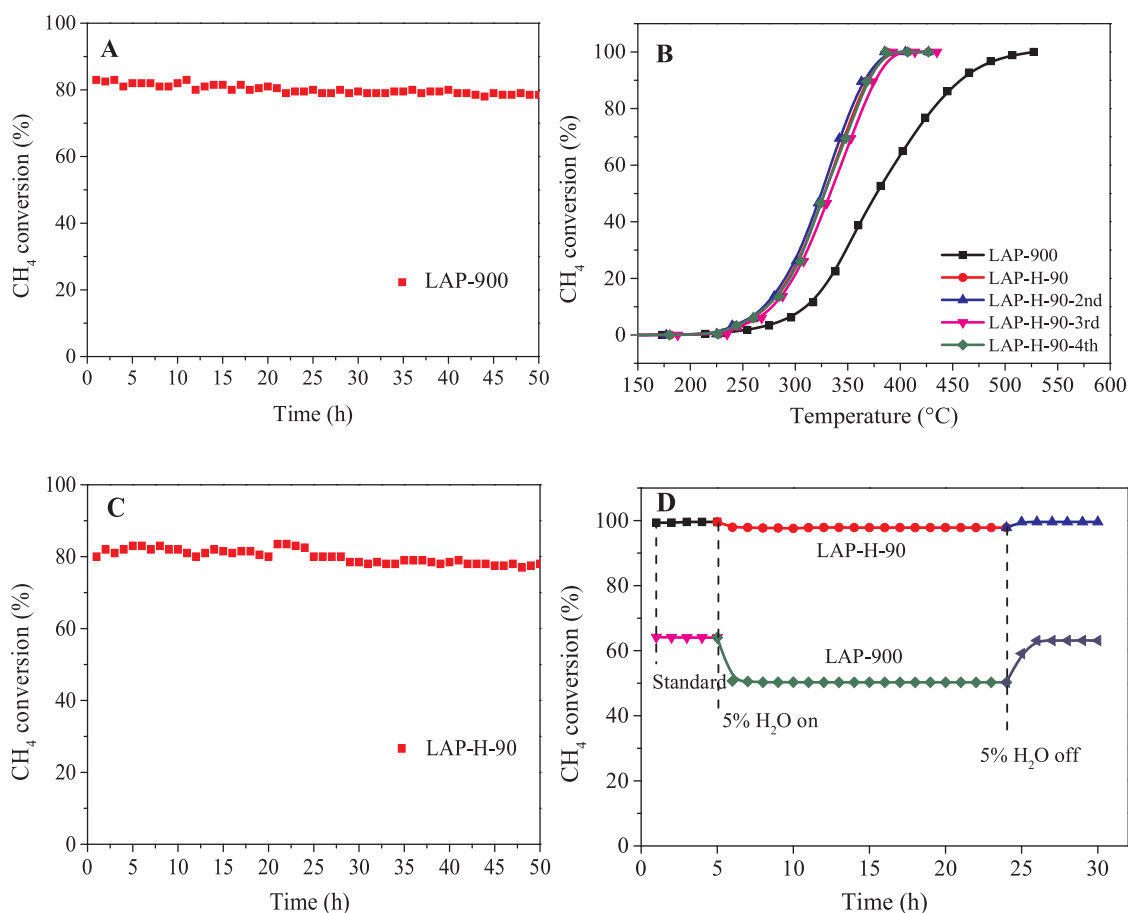 A
100
80
60
40
20
0
CH4 conversion (%)
LAP-900
0 5 10 15 20 25 30 35 40 45 50
Time (h)
B
100
80
60
40
20
0
CH4 conversion (%)
LAP-900
LAP-H-90
LAP-H-90-2nd
LAP-H-90-3rd
LAP-H-90-4th
150 200 250 300 350 400 450 500 550 600
Temperature (°C)
C
100
80
60
40
20
0
CH4 conversion (%)
LAP-H-90
0 5 10 15 20 25 30 35 40 45 50
Time (h)
D
100
80
60
40
20
0
CH4 conversion (%)
LAP-H-90
LAP-900
Standard
5% H2O on
5% H2O off
0 5 10 15 20 25 30
Time (h)